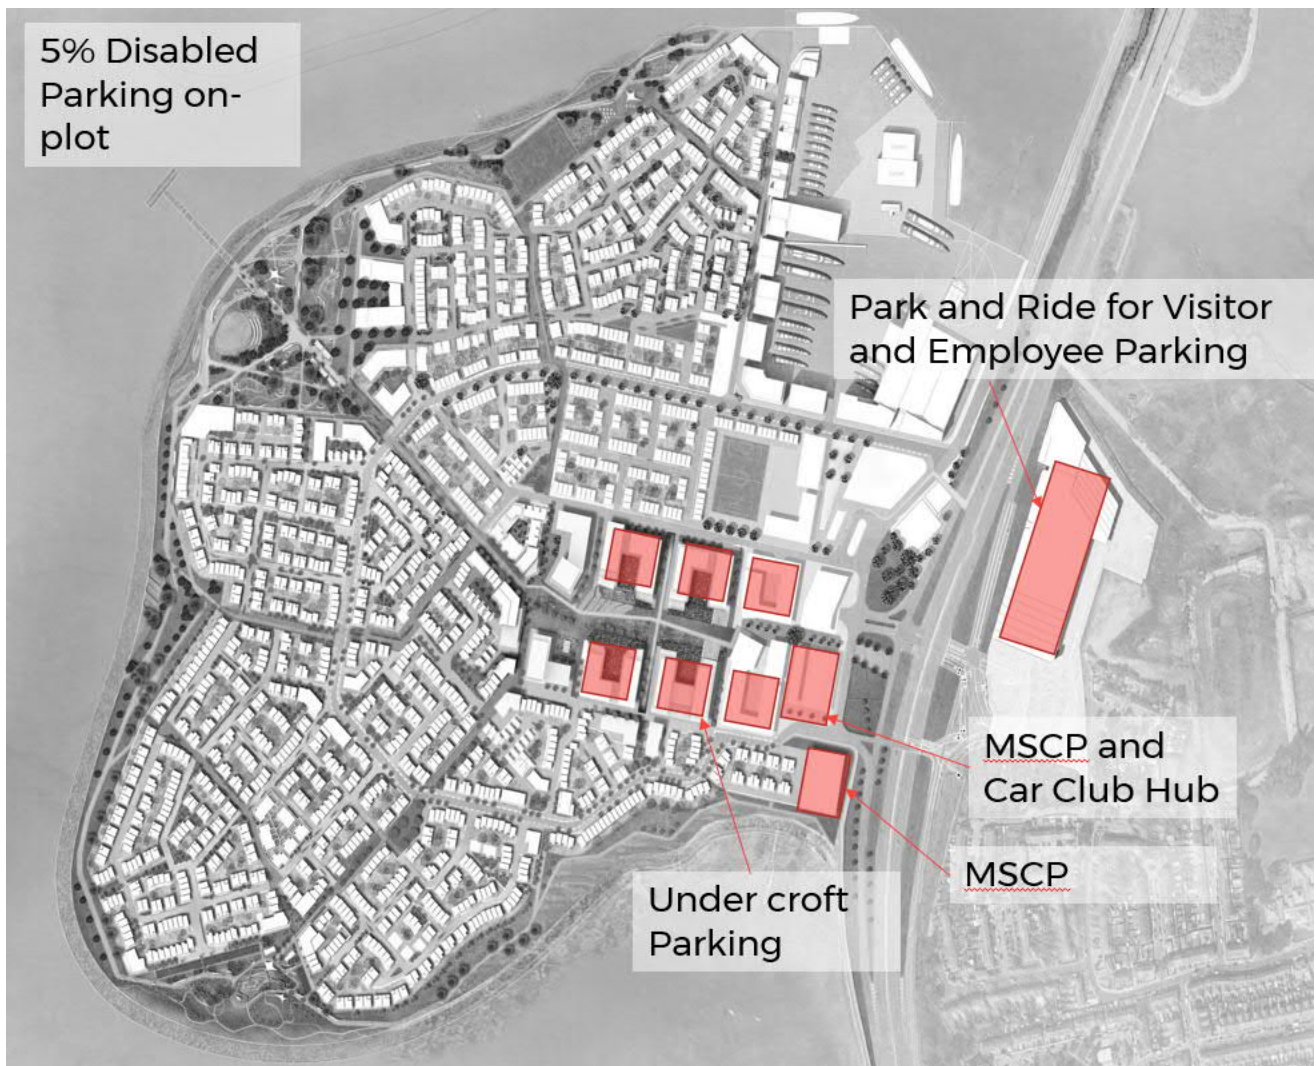 5% Disabled
Parking on-
plot
Park and Ride for Visitor
and Employee Parking
MSCP and
Car Club Hub
MSCP
Under croft
Parking